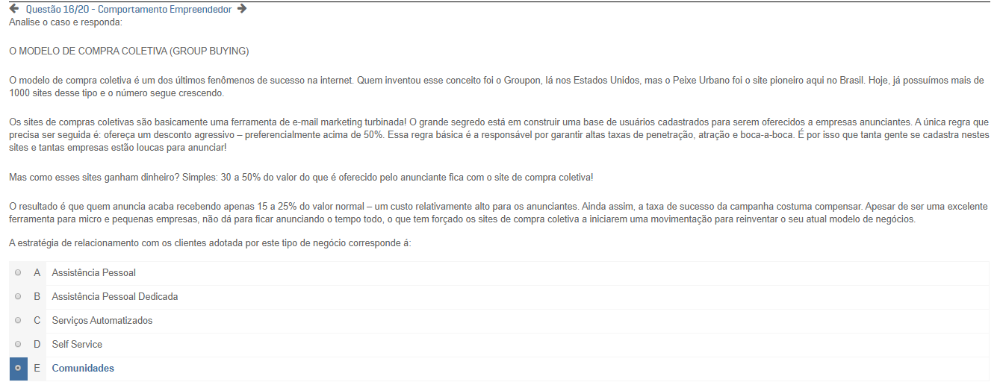 Questão 16/20 - Comportamento Empreendedor
Analise o caso e responda:
O MODELO DE COMPRA COLETIVA (GROUP BUYING)
O modelo de compra coletiva é um dos últimos fenômenos de sucesso na internet. Quem inventou esse conceito foi o Groupon, lá nos Estados Unidos, mas o Peixe Urbano foi o site pioneiro aqui no Brasil. Hoje, já possuímos mais de
1000 sites desse tipo e o número segue crescendo.
Os sites de compras coletivas são basicamente uma ferramenta de e-mail marketing turbinada! O grande segredo está em construir uma base de usuários cadastrados para serem oferecidos a empresas anunciantes. A única regra que
precisa ser seguida é: ofereça um desconto agressivo – preferencialmente acima de 50%. Essa regra básica é a responsável por garantir altas taxas de penetração, atração e boca-a-boca. É por isso que tanta gente se cadastra nestes
sites e tantas empresas estão loucas para anunciar!
Mas como esses sites ganham dinheiro? Simples: 30 a 50% do valor do que é oferecido pelo anunciante fica com o site de compra coletiva!
O resultado é que quem anuncia acaba recebendo apenas 15 a 25% do valor normal – um custo relativamente alto para os anunciantes. Ainda assim, a taxa de sucesso da campanha costuma compensar. Apesar de ser uma excelente
ferramenta para micro e pequenas empresas, não dá para ficar anunciando o tempo todo, o que tem forçado os sites de compra coletiva a iniciarem uma movimentação para reinventar o seu atual modelo de negócios.
A estratégia de relacionamento com os clientes adotada por este tipo de negócio corresponde á:
A Assistência Pessoal
B Assistência Pessoal Dedicada
C Serviços Automatizados
D Self Service
E Comunidades